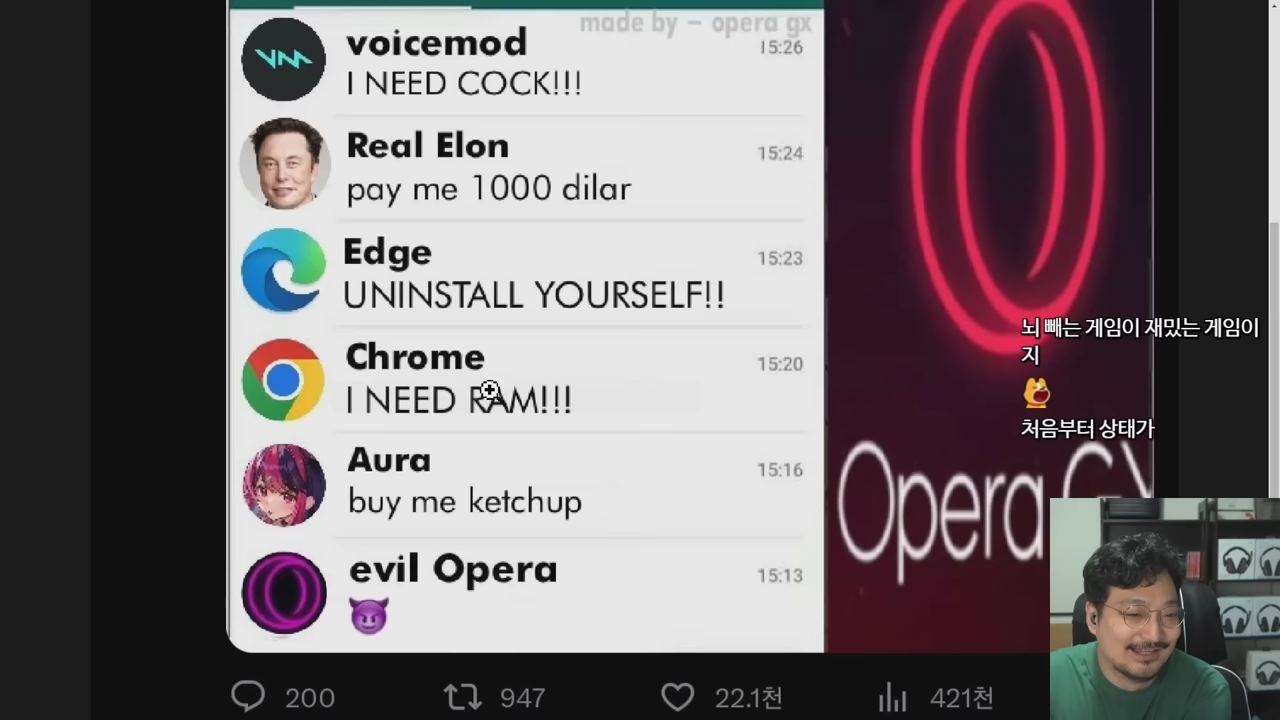 made by – opera gx
voicemod
15:26
I NEED COCK!!!
Real Elon
15:24
pay me 1000 dilar
Edge
15:23
UNINSTALL YOURSELF!!
Chrome
15:20
I NEED RAM!!!
Aura
15:16
buy me ketchup
evil Opera
15:13
😈
Opera GX
뇌 빼는 게임이 재밌는 게임이
지
처음부터 상태가
200
947
22.1천
421천